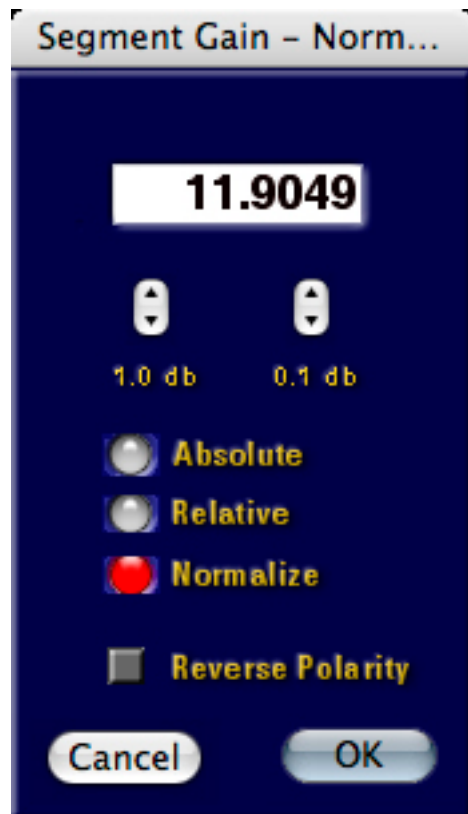 Segment Gain – Norm...
11.9049
1.0 db 0.1 db
Absolute
Relative
Normalize
Reverse Polarity
Cancel OK